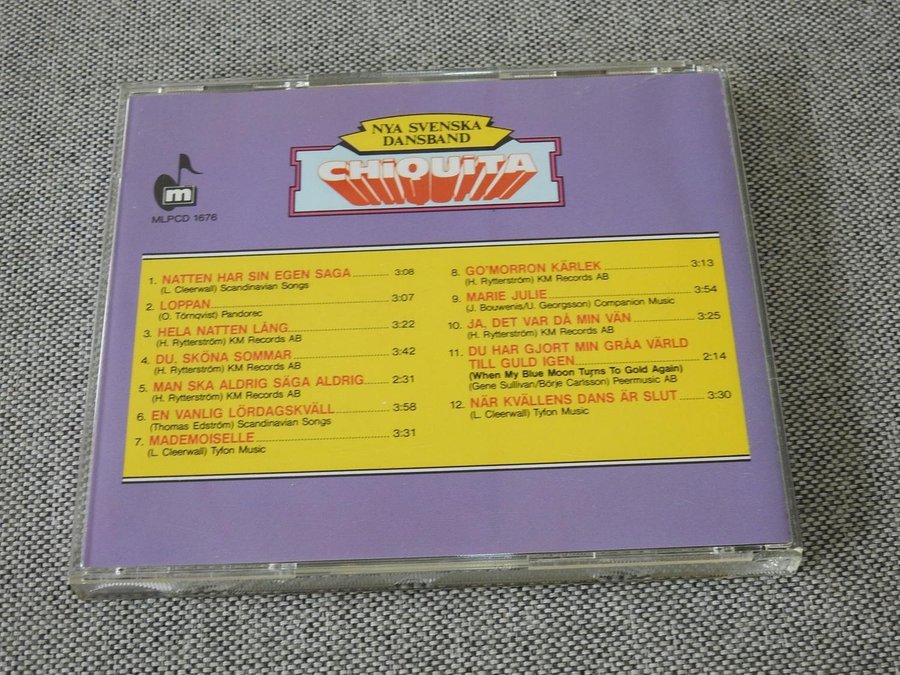 NYA SVENSKA
DANSBAND
CHiQUiTA
m
MLPCD 1676
1. NATTEN HAR SIN EGEN SAGA 3:08
(L. Cleerwall) Scandinavian Songs
2. LOPPAN 3:07
(O. Törnqvist) Pandorec
3. HELA NATTEN LÅNG 3:22
(H. Rytterström) KM Records AB
4. DU, SKÖNA SOMMAR 3:42
(H. Rytterström) KM Records AB
5. MAN SKA ALDRIG SÄGA ALDRIG 2:31
(H. Rytterström) KM Records AB
6. EN VANLIG LÖRDAGSKVÄLL 3:58
(Thomas Edström) Scandinavian Songs
7. MADEMOISELLE 3:31
(L. Cleerwall) Tyfon Music
8. GO'MORRON KÄRLEK 3:13
(H. Rytterström) KM Records AB
9. MARIE JULIE 3:54
(J. Bouwenis/U. Georgsson) Companion Music
10. JA, DET VAR DÅ MIN VÄN 3:25
(H. Rytterström) KM Records AB
11. DU HAR GJORT MIN GRÅA VÄRLD
TILL GULD IGEN 2:14
(When My Blue Moon Turns To Gold Again)
(Gene Sullivan/Börje Carlsson) Peermusic AB
12. NÄR KVÄLLENS DANS ÄR SLUT 3:30
(L. Cleerwall) Tyfon Music